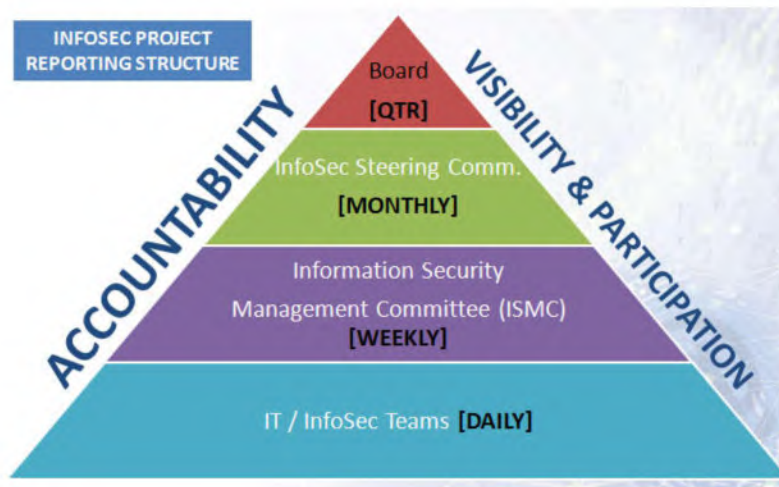 INFOSEC PROJECT
REPORTING STRUCTURE
ACCOUNTABILITY
VISIBILITY & PARTICIPATION
Board
[QTR]
InfoSec Steering Comm.
[MONTHLY]
Information Security
Management Committee (ISMC)
[WEEKLY]
IT / InfoSec Teams [DAILY]